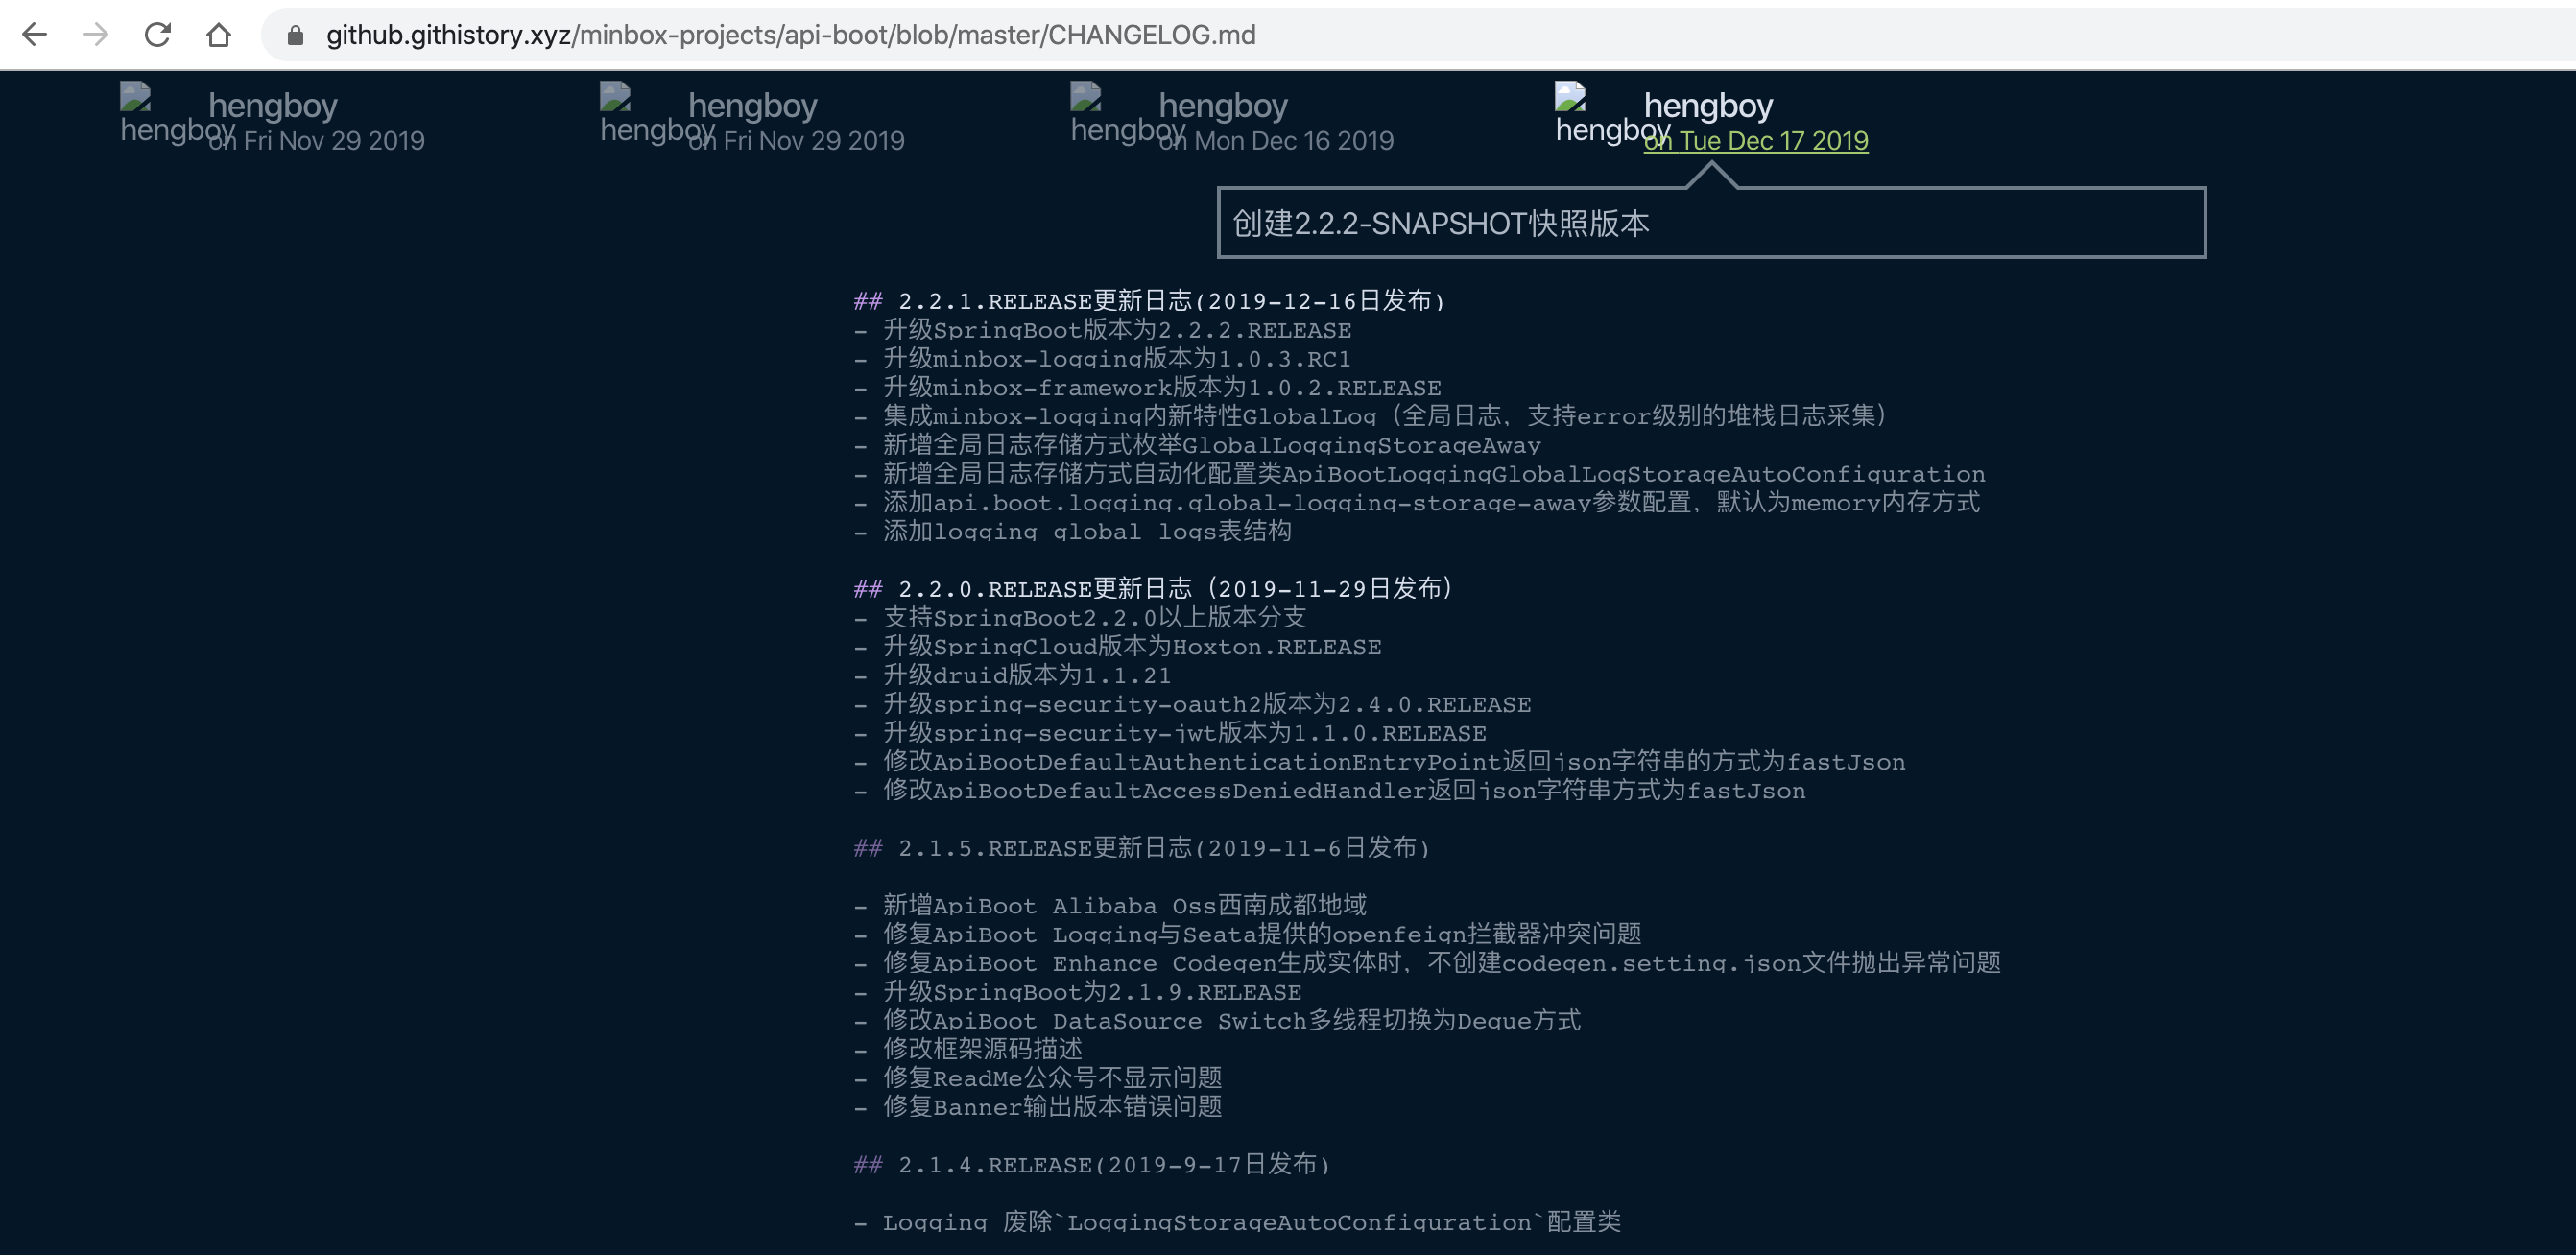 github.githistory.xyz/minbox-projects/api-boot/blob/master/CHANGELOG.md
hengboy
hengboy
on Fri Nov 29 2019
hengboy
hengboy
on Fri Nov 29 2019
hengboy
hengboy
on Mon Dec 16 2019
hengboy
hengboy
on Tue Dec 17 2019
创建2.2.2-SNAPSHOT快照版本
## 2.2.1.RELEASE更新日志(2019-12-16日发布)
- 升级SpringBoot版本为2.2.2.RELEASE
- 升级minbox-logging版本为1.0.3.RC1
- 升级minbox-framework版本为1.0.2.RELEASE
- 集成minbox-logging内新特性GlobalLog（全局日志，支持error级别的堆栈日志采集）
- 新增全局日志存储方式枚举GlobalLoggingStorageAway
- 新增全局日志存储方式自动化配置类ApiBootLoggingGlobalLogStorageAutoConfiguration
- 添加api.boot.logging.global-logging-storage-away参数配置，默认为memory内存方式
- 添加logging_global_logs表结构
## 2.2.0.RELEASE更新日志（2019-11-29日发布）
- 支持SpringBoot2.2.0以上版本分支
- 升级SpringCloud版本为Hoxton.RELEASE
- 升级druid版本为1.1.21
- 升级spring-security-oauth2版本为2.4.0.RELEASE
- 升级spring-security-jwt版本为1.1.0.RELEASE
- 修改ApiBootDefaultAuthenticationEntryPoint返回json字符串的方式为fastJson
- 修改ApiBootDefaultAccessDeniedHandler返回json字符串方式为fastJson
## 2.1.5.RELEASE更新日志(2019-11-6日发布)
- 新增ApiBoot Alibaba Oss西南成都地域
- 修复ApiBoot Logging与Seata提供的openfeign拦截器冲突问题
- 修复ApiBoot Enhance Codegen生成实体时，不创建codegen.setting.json文件抛出异常问题
- 升级SpringBoot为2.1.9.RELEASE
- 修改ApiBoot DataSource Switch多线程切换为Deque方式
- 修改框架源码描述
- 修复ReadMe公众号不显示问题
- 修复Banner输出版本错误问题
## 2.1.4.RELEASE(2019-9-17日发布)
- Logging 废除`LoggingStorageAutoConfiguration`配置类